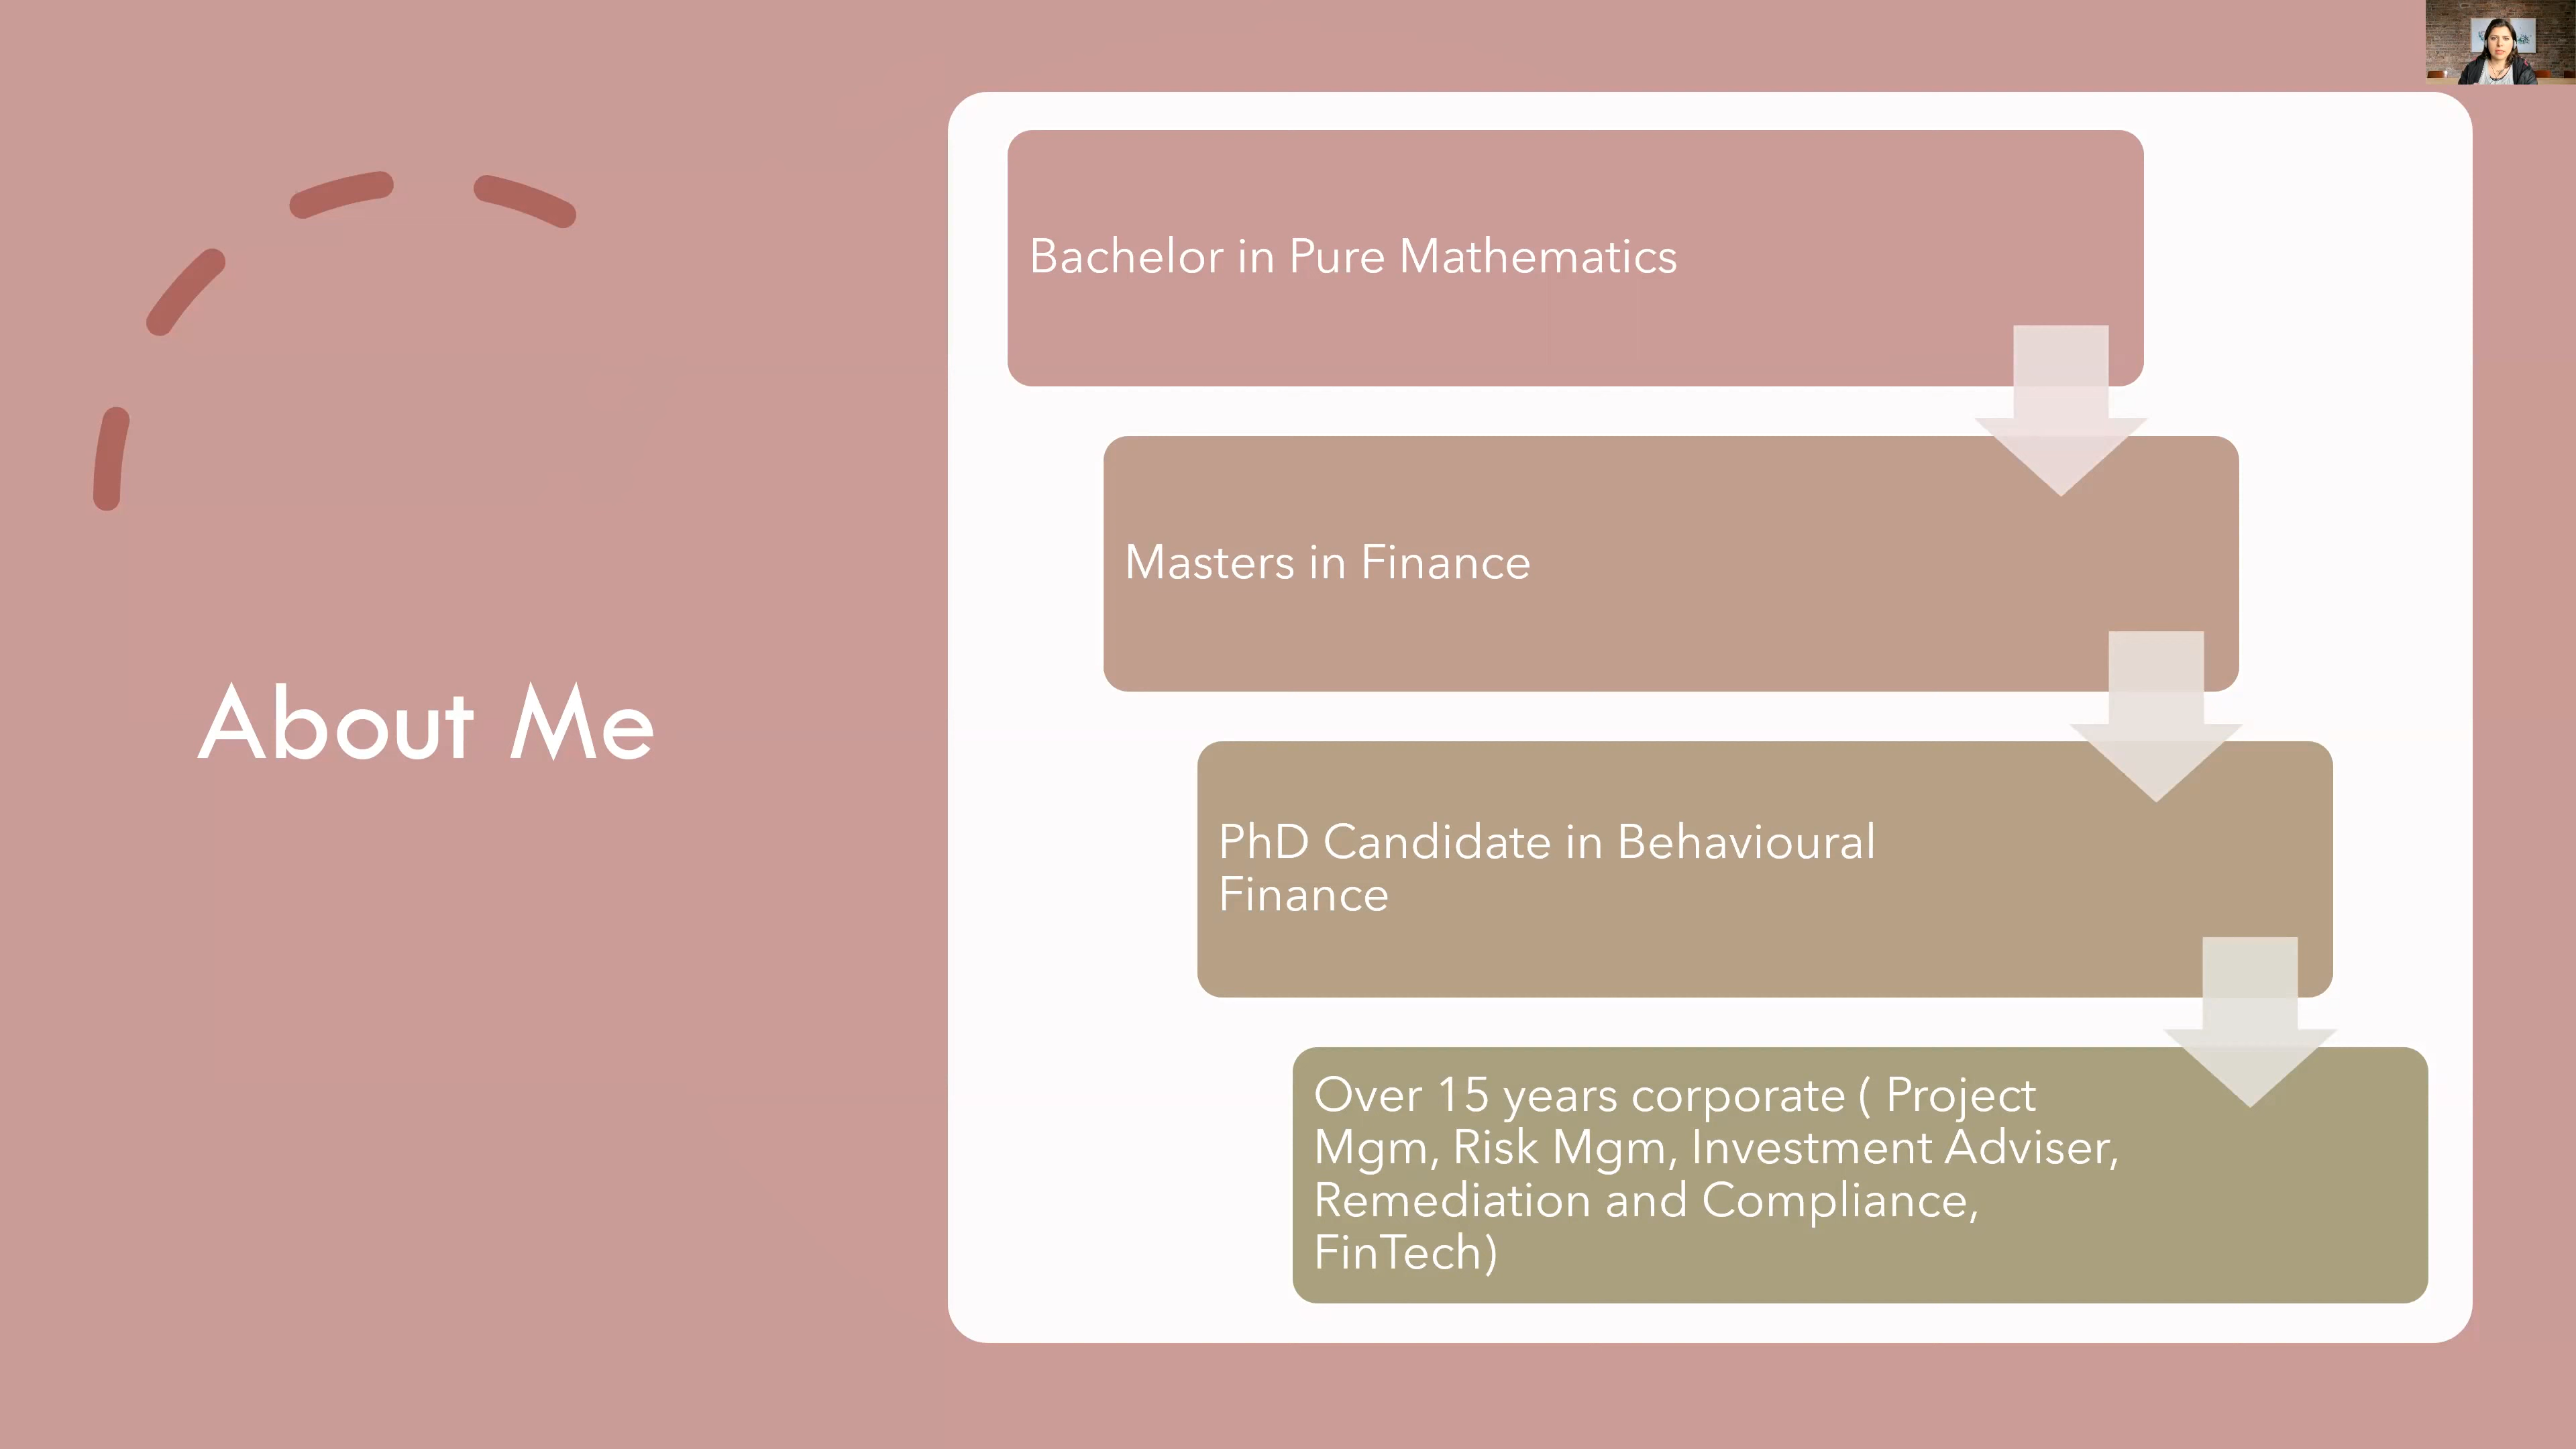 About Me
Bachelor in Pure Mathematics
Masters in Finance
PhD Candidate in Behavioural
Finance
Over 15 years corporate ( Project
Mgm, Risk Mgm, Investment Adviser,
Remediation and Compliance,
FinTech)